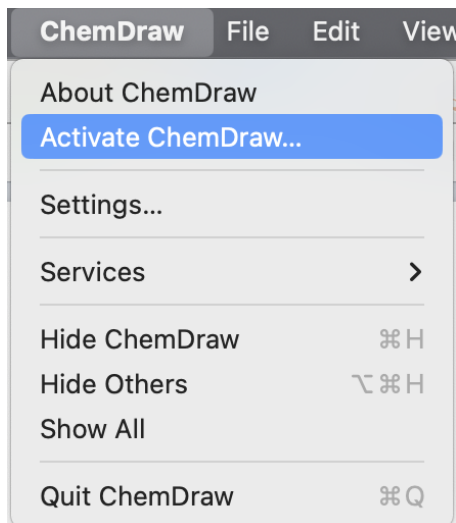 ChemDraw File Edit View
About ChemDraw
Activate ChemDraw...
Settings...
Services
Hide ChemDraw ⌘H
Hide Others ⌥⌘H
Show All
Quit ChemDraw ⌘Q